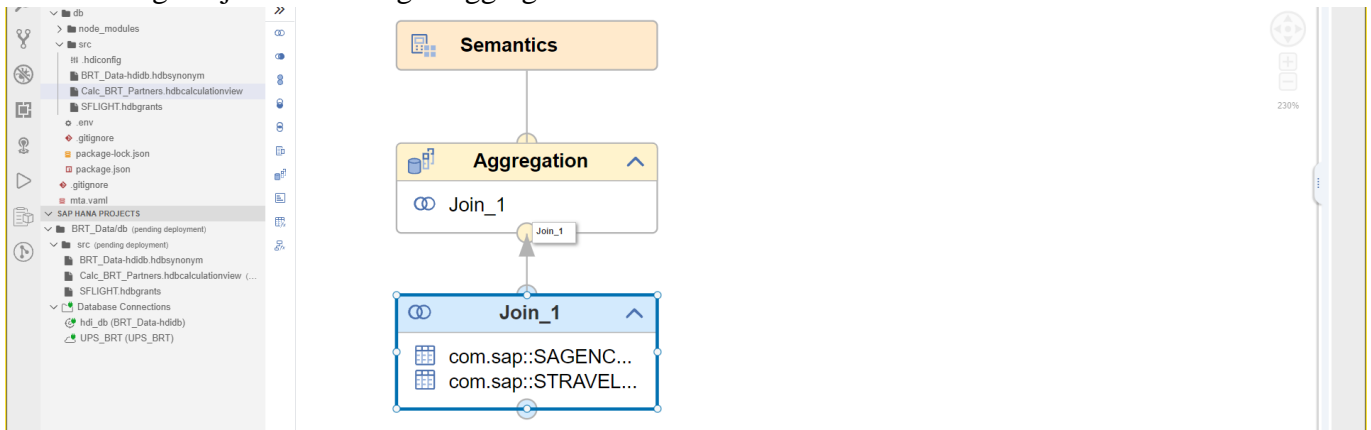 db
node_modules
src
.hdiconfig
BRT_Data-hdidb.hdbsynonym
Calc_BRT_Partners.hdbcalculationview
SFLIGHT.hdbgrants
.env
.gitignore
package-lock.json
package.json
.gitignore
mta.yaml
SAP HANA PROJECTS
BRT_Data/db (pending deployment)
src (pending deployment)
BRT_Data-hdidb.hdbsynonym
Calc_BRT_Partners.hdbcalculationview (...
SFLIGHT.hdbgrants
Database Connections
hdi_db (BRT_Data-hdidb)
UPS_BRT (UPS_BRT)
Semantics
Aggregation
Join_1
Join_1
Join_1
com.sap::SAGENC...
com.sap::STRAVEL...
230%